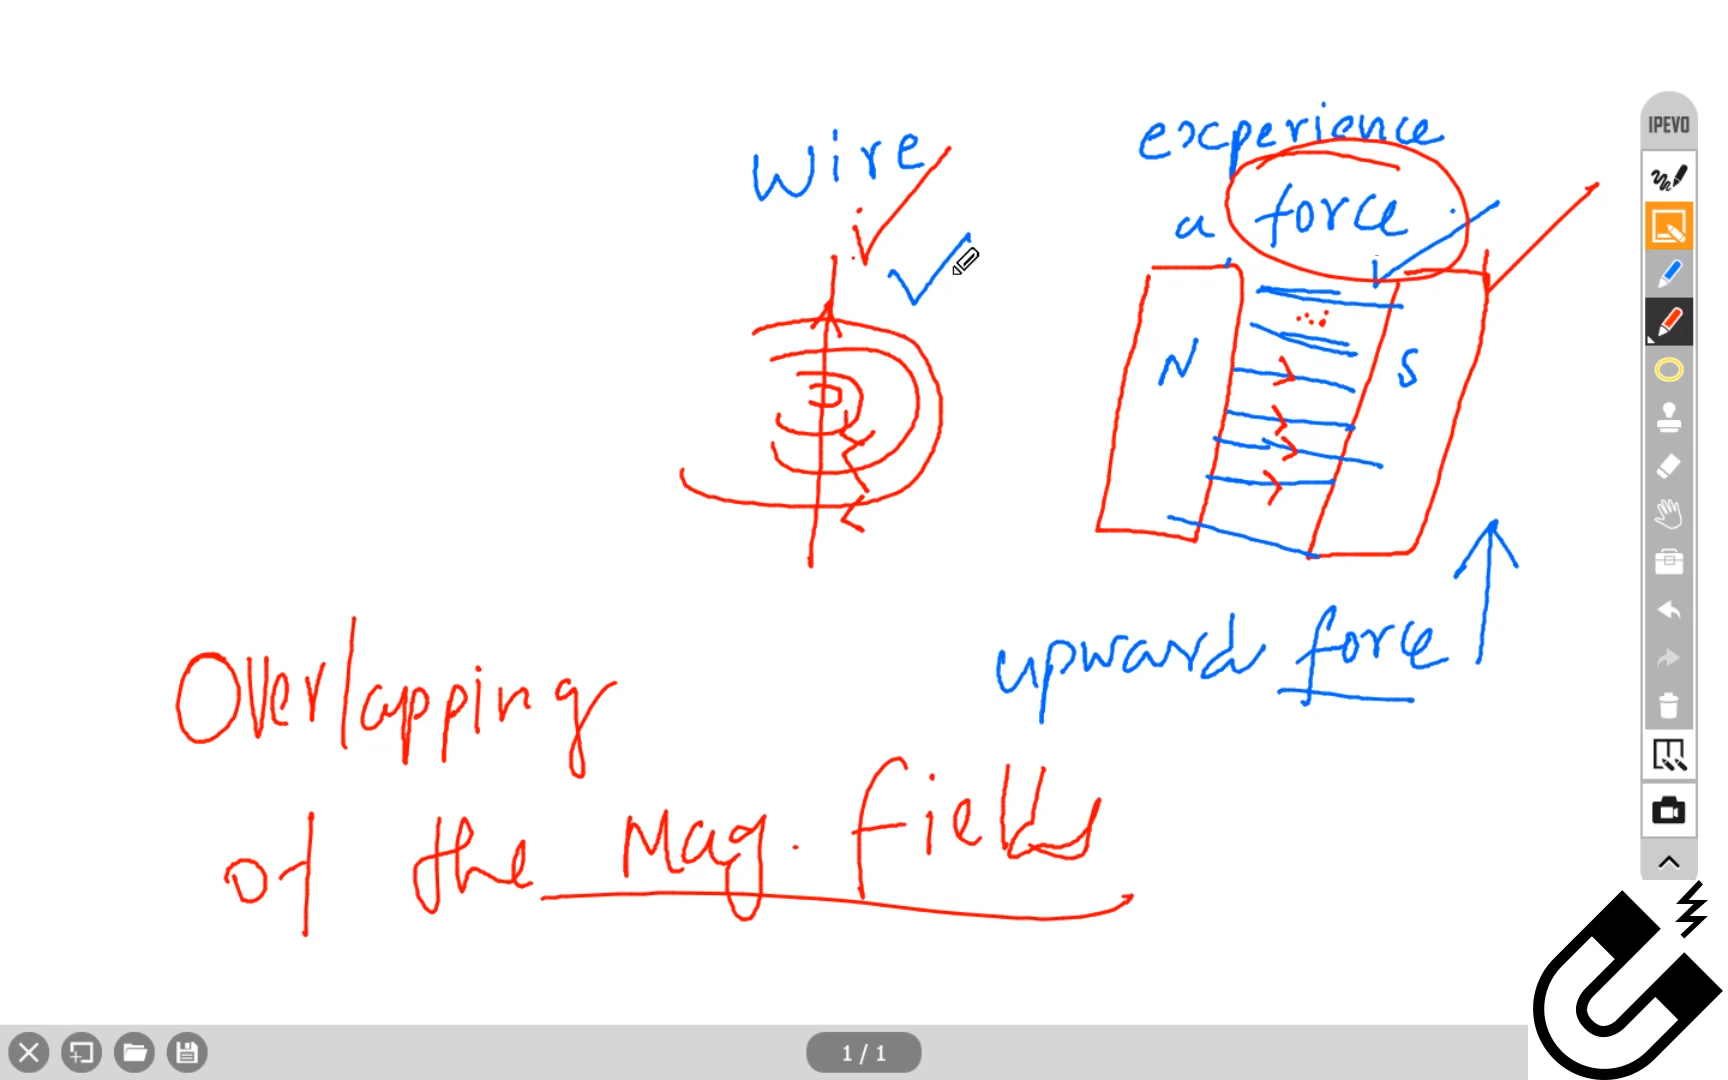 wire
experience
a force
N
S
upward force
Overlapping
of the Mag. fields
IPEVO
1 / 1